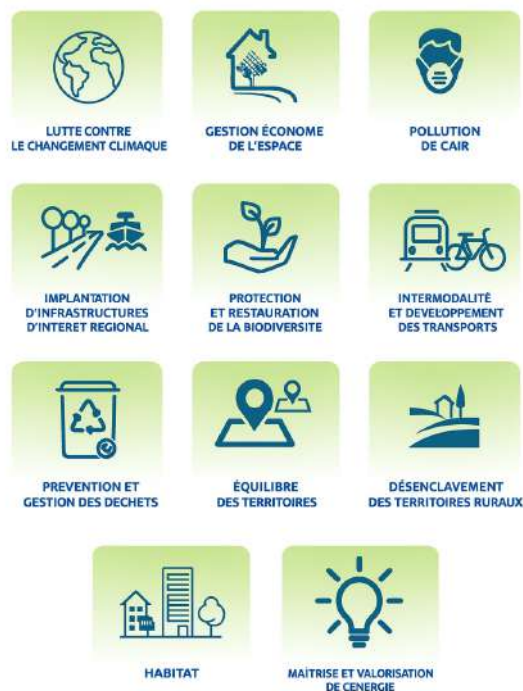 LUTTE CONTRE
LE CHANGEMENT CLIMAQUE
GESTION ÉCONOME
DE L'ESPACE
POLLUTION
DE CAIR
IMPLANTATION
D'INFRASTRUCTURES
D'INTERET REGIONAL
PROTECTION
ET RESTAURATION
DE LA BIODIVERSITE
INTERMODALITÉ
ET DEVELOPPEMENT
DES TRANSPORTS
PREVENTION ET
GESTION DES DECHETS
ÉQUILIBRE
DES TERRITOIRES
DÉSENCLAVEMENT
DES TERRITOIRES RURAUX
HABITAT
MAITRISE ET VALORISATION
DE CENERGIE